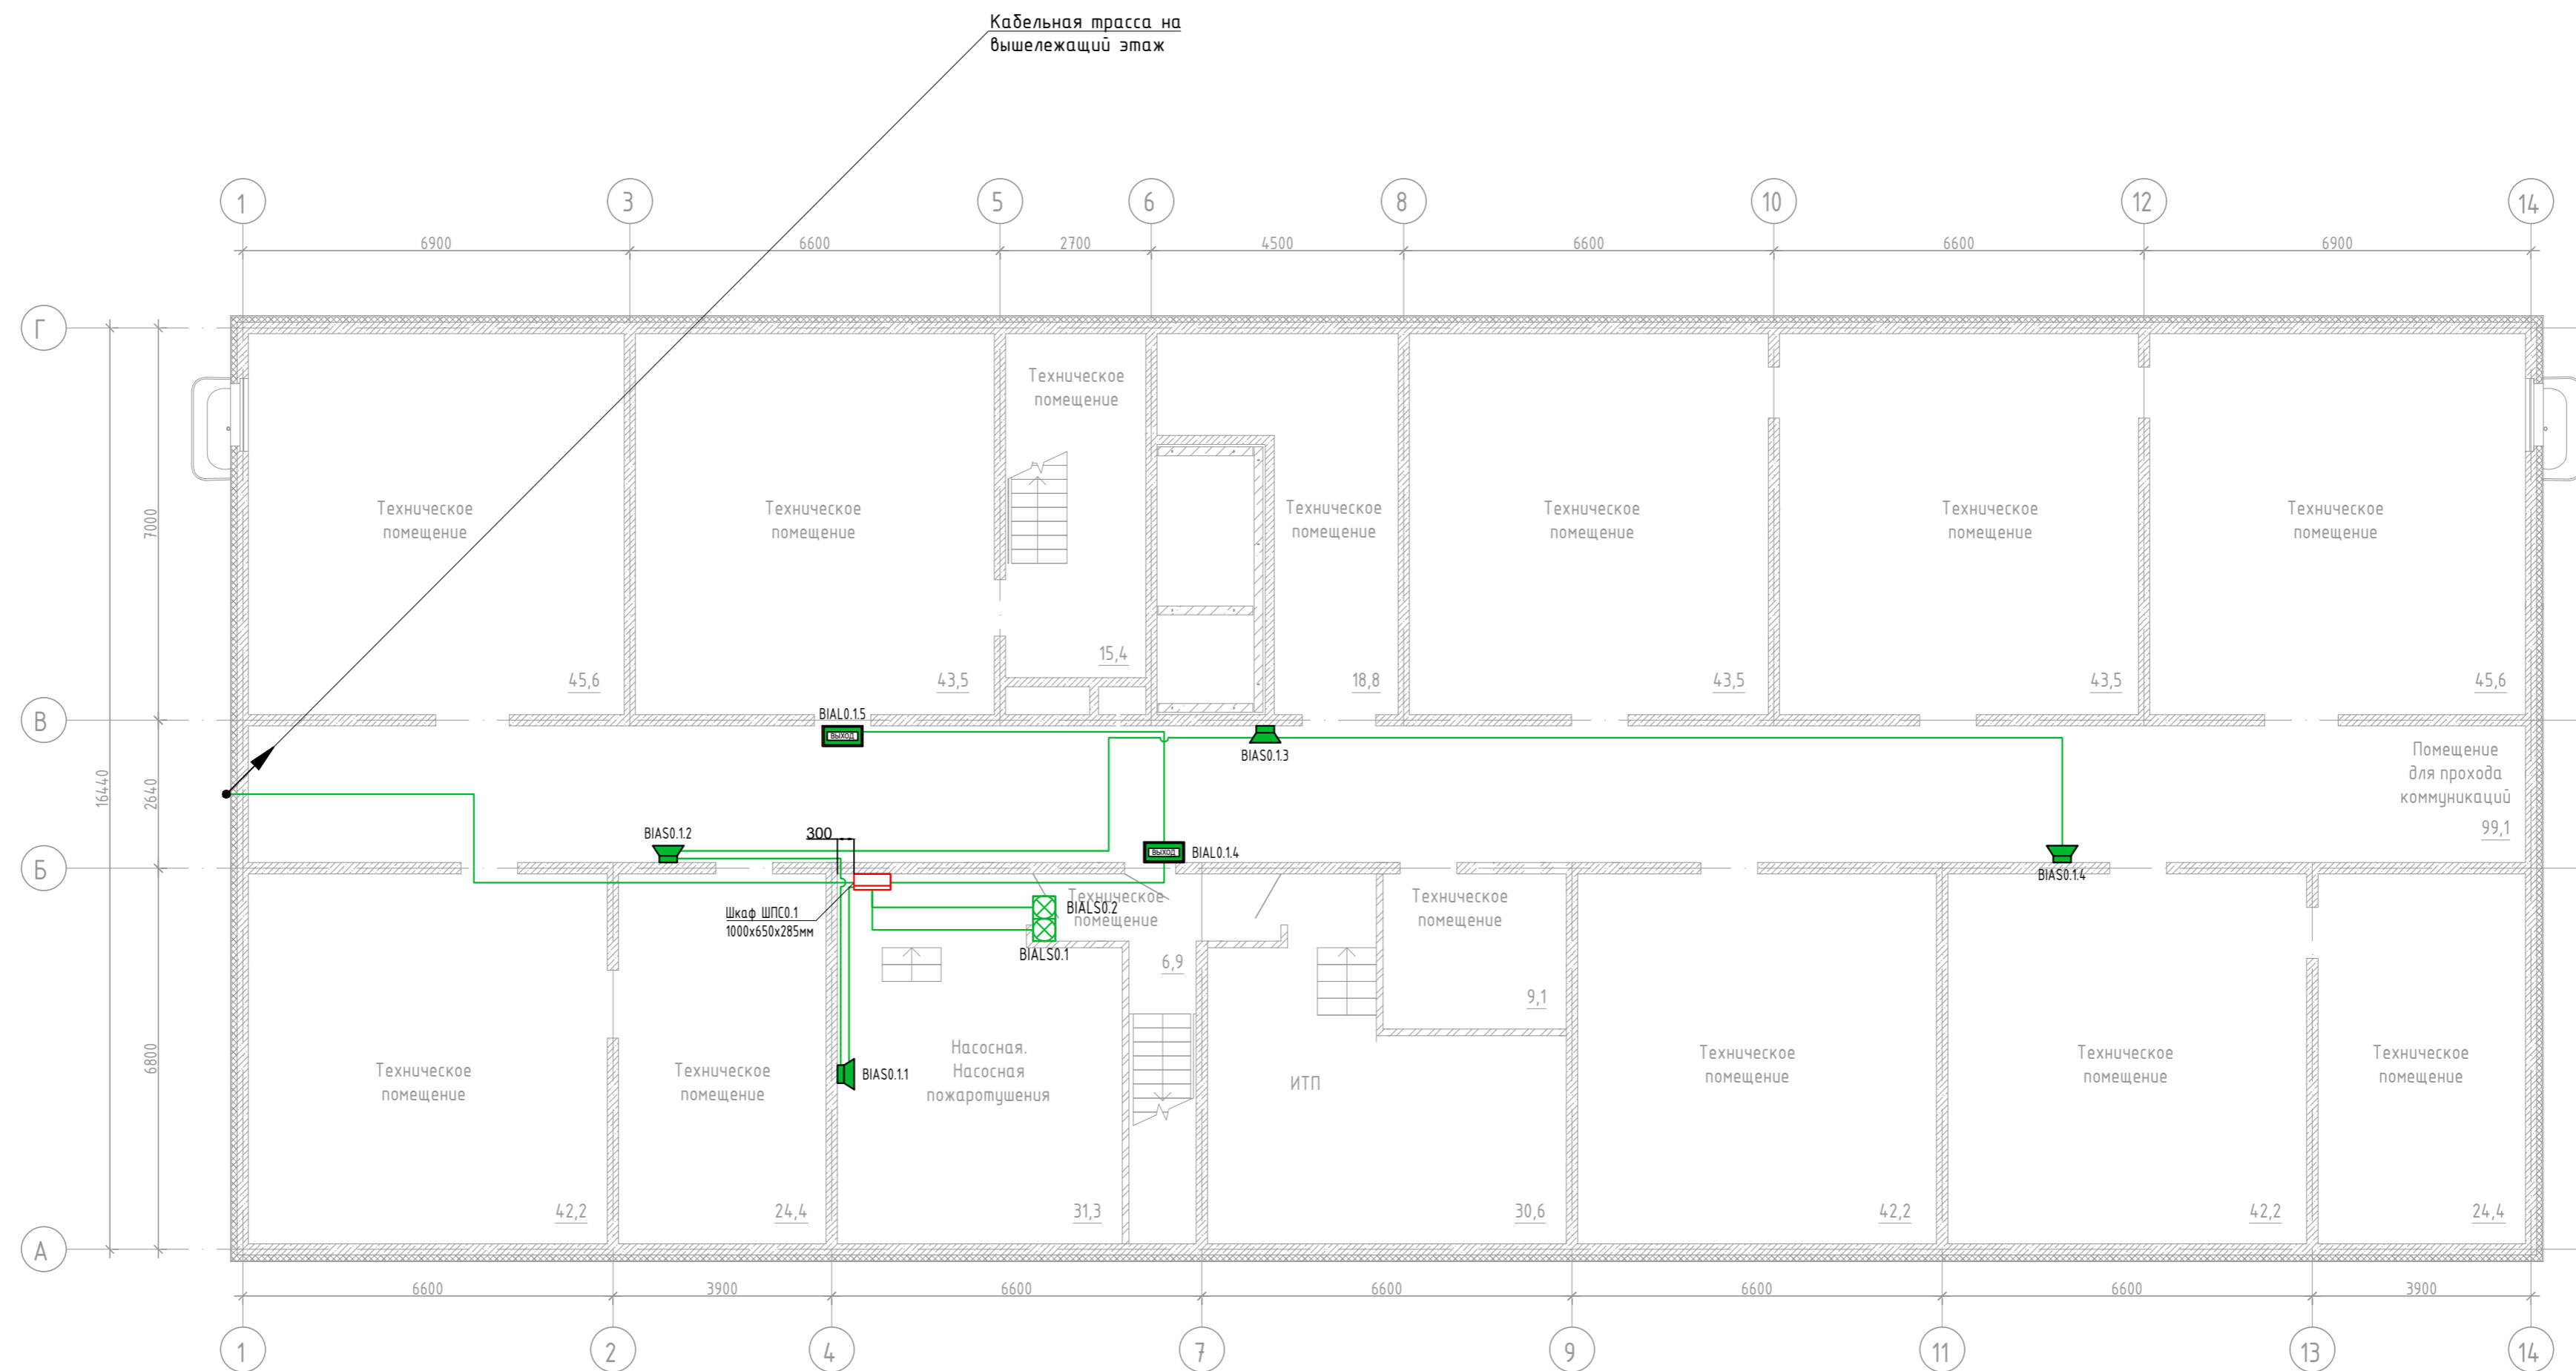 Кабельная трасса на
вышележащий этаж
1
3
5
6
8
10
12
14
6900
6600
2700
4500
6600
6600
6900
Г
В
Б
А
7000
2640
6800
16440
Техническое
помещение
45,6
Техническое
помещение
43,5
Техническое
помещение
15,4
Техническое
помещение
18,8
Техническое
помещение
43,5
Техническое
помещение
43,5
Техническое
помещение
45,6
BIAL0.1.5
ВЫХОД
BIAS0.1.3
Помещение
для прохода
коммуникаций
99,1
BIAS0.1.2
300
ВЫХОД
BIAL0.1.4
BIAS0.1.4
Шкаф ШПС0.1
1000х650х285мм
Техническое
помещение
BIALS0.2
BIALS0.1
6,9
Техническое
помещение
9,1
BIAS0.1.1
Техническое
помещение
42,2
Техническое
помещение
24,4
Насосная.
Насосная
пожаротушения
31,3
ИТП
30,6
Техническое
помещение
42,2
Техническое
помещение
42,2
Техническое
помещение
24,4
6600
3900
6600
6600
6600
6600
3900
1
2
4
7
9
11
13
14